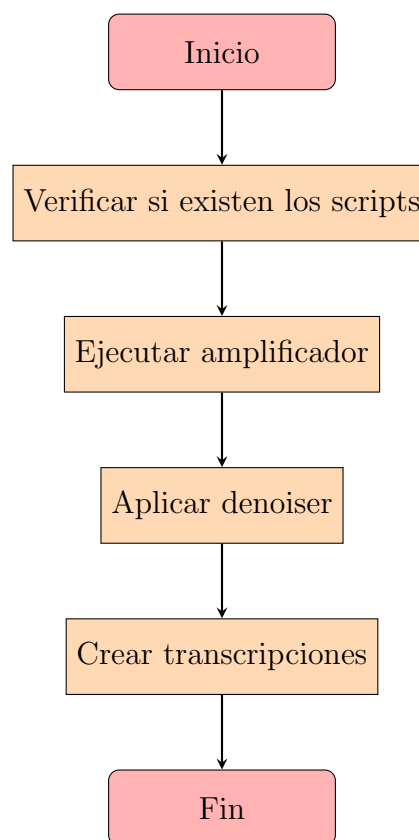 Inicio
Verificar si existen los scripts
Ejecutar amplificador
Aplicar denoiser
Crear transcripciones
Fin